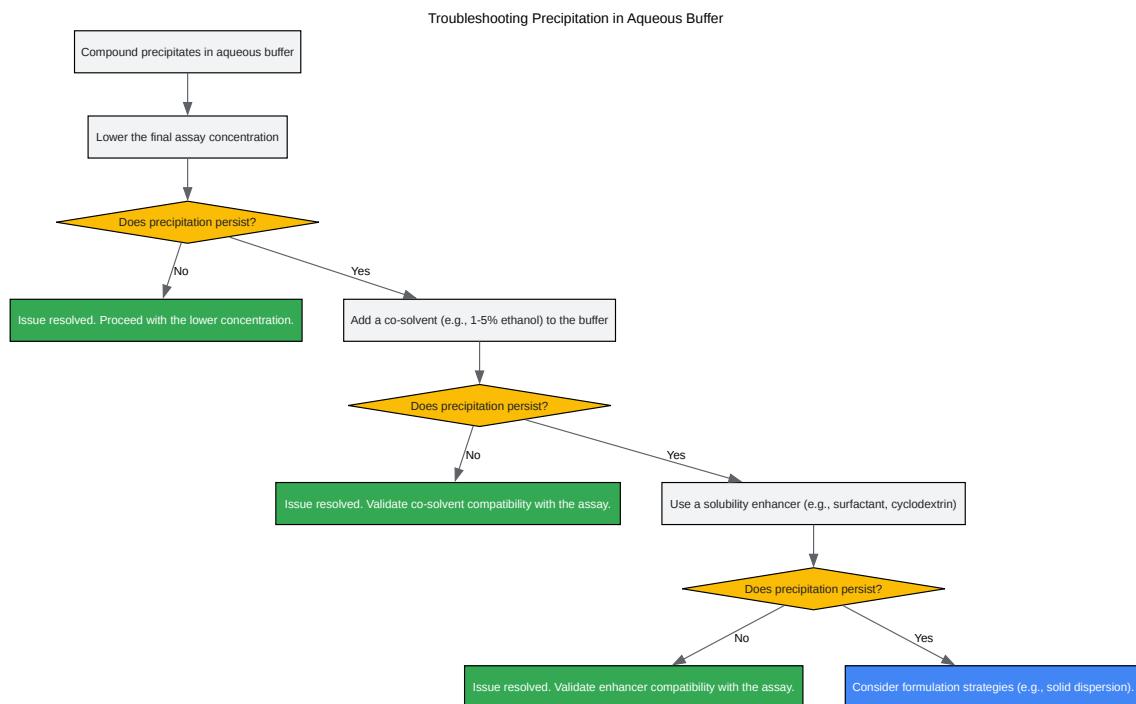 Troubleshooting Precipitation in Aqueous Buffer
Compound precipitates in aqueous buffer
Lower the final assay concentration
Does precipitation persist?
No
Yes
Issue resolved. Proceed with the lower concentration.
Add a co-solvent (e.g., 1-5% ethanol) to the buffer
Does precipitation persist?
No
Yes
Issue resolved. Validate co-solvent compatibility with the assay.
Use a solubility enhancer (e.g., surfactant, cyclodextrin)
Does precipitation persist?
No
Yes
Issue resolved. Validate enhancer compatibility with the assay.
Consider formulation strategies (e.g., solid dispersion).